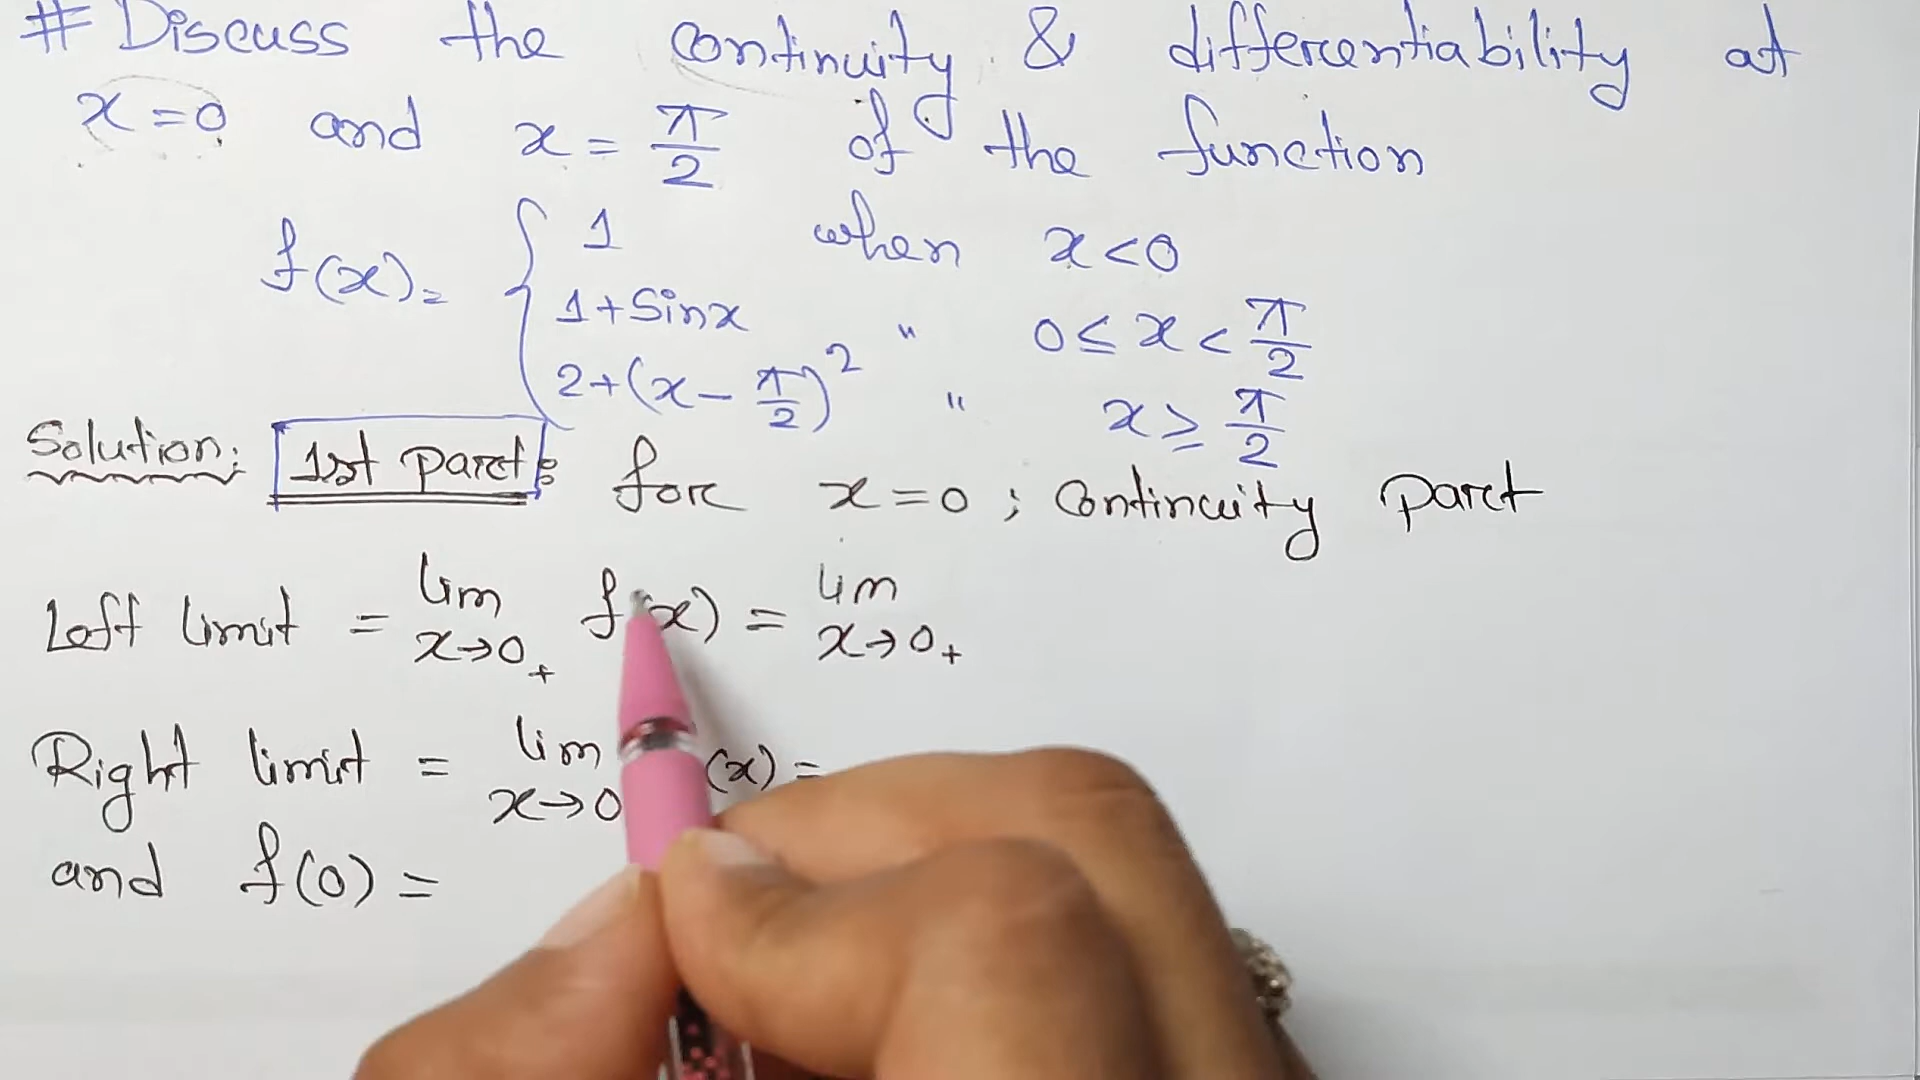 # Discuss the continuity & differentiability at
x=0 and x = π/2 of the function
f(x) = { 1 when x<0
1+Sinx " 0≤x<π/2
2+(x-π/2)² " x≥π/2
Solution: 1st part: for x=0; Continuity part
Left limit = lim x→0+ f(x) = lim x→0+
Right limit = lim x→0 (x) =
and f(0) =